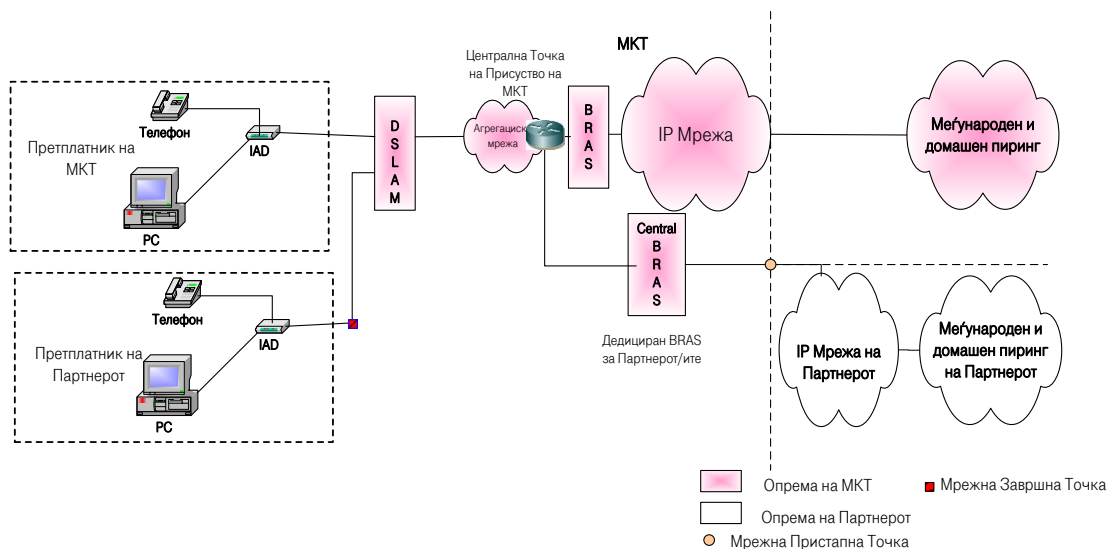 МКТ
Централна Точка
на Присуство на
МКТ
Телефон
IAD
Претплатник на
МКТ
PC
D
S
L
A
M
Агрегациск
мрежа
B
R
A
S
IP Мрежа
Меѓународен и
домашен пиринг
Central
B
R
A
S
Дедициран BRAS
за Партнерот/ите
Телефон
IAD
Претплатник на
Партнерот
PC
IP Мрежа на
Партнерот
Меѓународен и
домашен пиринг
на Партнерот
Опрема на МКТ
Мрежна Завршна Точка
Опрема на Партнерот
Мрежна Пристапна Точка